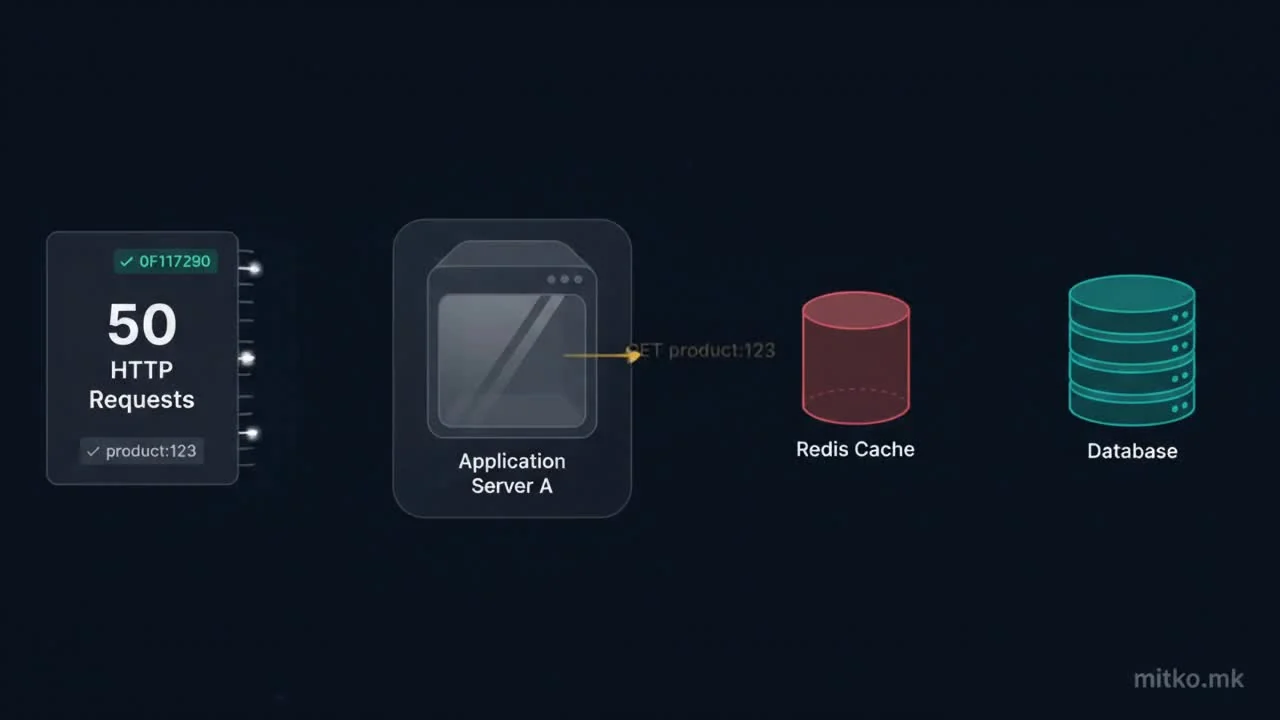 ✓ 0F117290
50
HTTP
Requests
✓ product:123
Application
Server A
product:123
Redis Cache
Database
mitko.mk